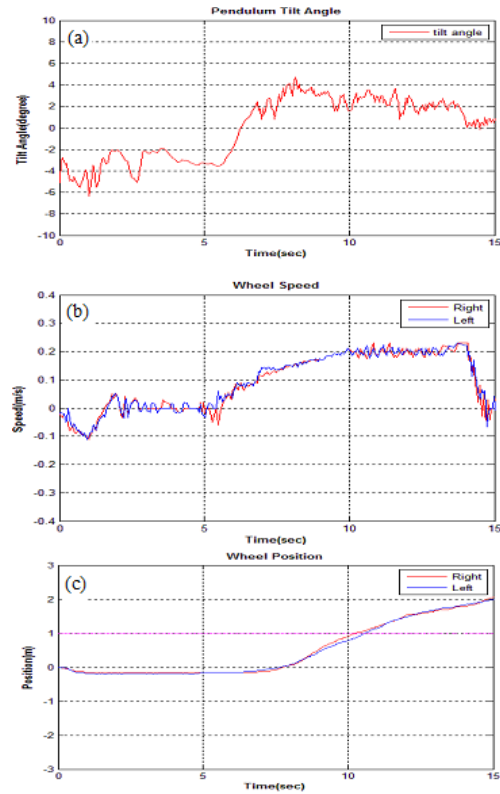 Pendulum Tilt Angle
(a)
tilt angle
10
8
6
4
2
0
-2
-4
-6
-8
-10
Tilt Angle(degree)
0
5
10
15
Time(sec)
Wheel Speed
(b)
Right
Left
0.4
0.3
0.2
0.1
0
-0.1
-0.2
-0.3
-0.4
Speed(m/s)
0
5
10
15
Time(sec)
Wheel Position
(c)
Right
Left
3
2
1
0
-1
-2
-3
Position(m)
0
5
10
15
Time(sec)